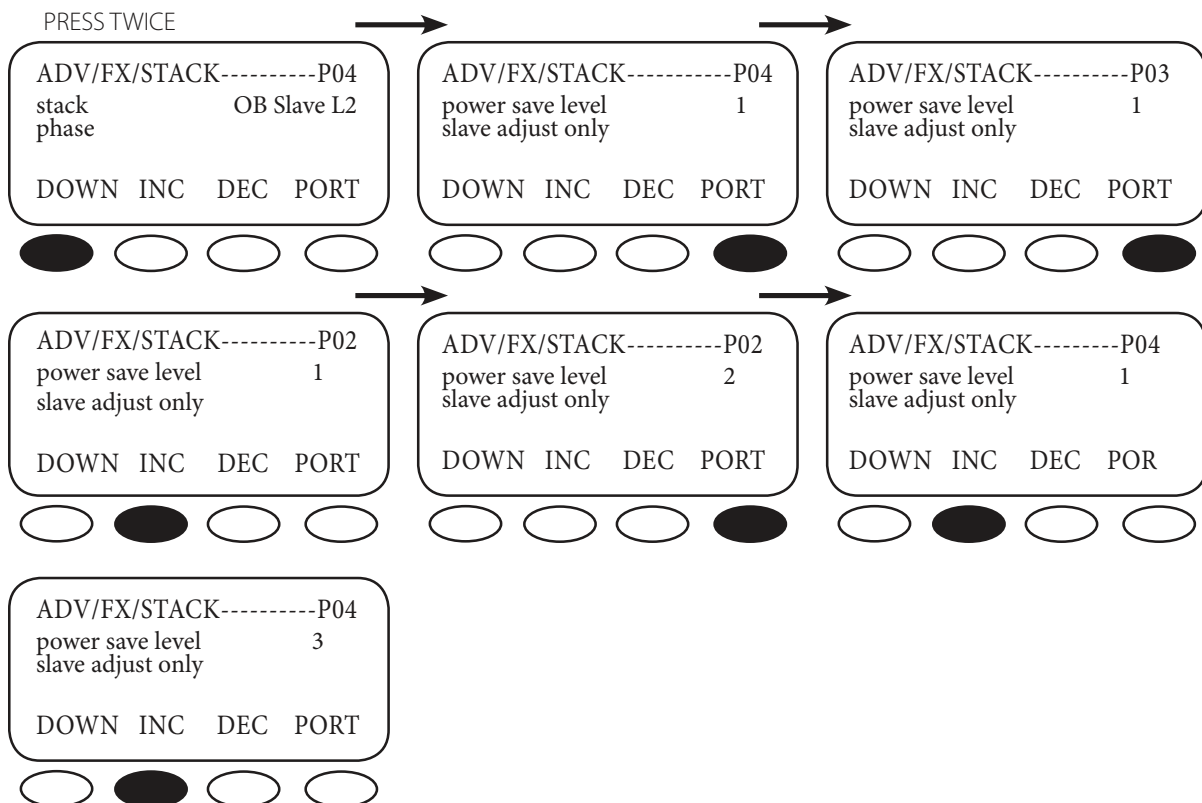 PRESS TWICE
ADV/FX/STACK----------P04
stack OB Slave L2
phase
DOWN INC DEC PORT
ADV/FX/STACK-----------P04
power save level 1
slave adjust only
DOWN INC DEC PORT
ADV/FX/STACK----------P03
power save level 1
slave adjust only
DOWN INC DEC PORT
ADV/FX/STACK----------P02
power save level 1
slave adjust only
DOWN INC DEC PORT
ADV/FX/STACK----------P02
power save level 2
slave adjust only
DOWN INC DEC PORT
ADV/FX/STACK---------P04
power save level 1
slave adjust only
DOWN INC DEC POR
ADV/FX/STACK----------P04
power save level 3
slave adjust only
DOWN INC DEC PORT